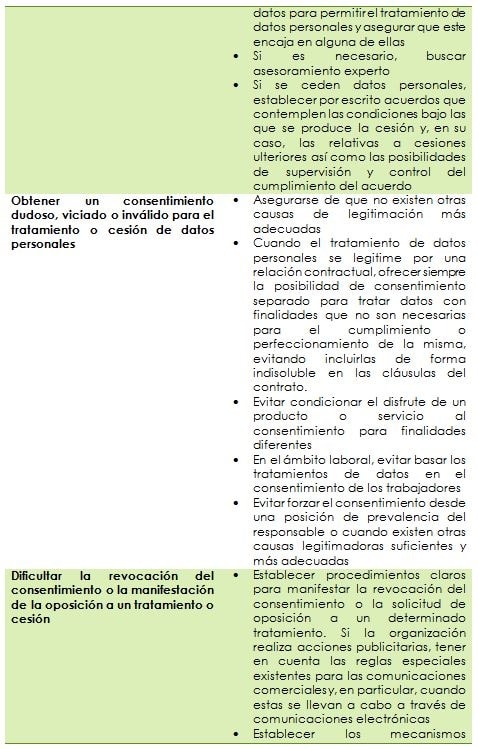 datos para permitir el tratamiento de
datos personales y asegurar que este
encaja en alguna de ellas
• Si es necesario, buscar
asesoramiento experto
• Si se ceden datos personales,
establecer por escrito acuerdos que
contemplen las condiciones bajo las
que se produce la cesión y, en su
caso, las relativas a cesiones
ulteriores así como las posibilidades
de supervisión y control del
cumplimiento del acuerdo
Obtener un consentimiento
dudoso, viciado o inválido para el
tratamiento o cesión de datos
personales
• Asegurarse de que no existen otras
causas de legitimación más
adecuadas
• Cuando el tratamiento de datos
personales se legitime por una
relación contractual, ofrecer siempre
la posibilidad de consentimiento
separado para tratar datos con
finalidades que no son necesarias
para el cumplimiento o
perfeccionamiento de la misma,
evitando incluirlas de forma
indisoluble en las cláusulas del
contrato.
• Evitar condicionar el disfrute de un
producto o servicio al
consentimiento para finalidades
diferentes
• En el ámbito laboral, evitar basar los
tratamientos de datos en el
consentimiento de los trabajadores
• Evitar forzar el consentimiento desde
una posición de prevalencia del
responsable o cuando existen otras
causas legitimadoras suficientes y
más adecuadas
Dificultar la revocación del
consentimiento o la manifestación
de la oposición a un tratamiento o
cesión
• Establecer procedimientos claros
para manifestar la revocación del
consentimiento o la solicitud de
oposición a un determinado
tratamiento. Si la organización
realiza acciones publicitarias, tener
en cuenta las reglas especiales
existentes para las comunicaciones
comerciales y, en particular, cuando
estas se llevan a cabo a través de
comunicaciones electrónicas
• Establecer los mecanismos